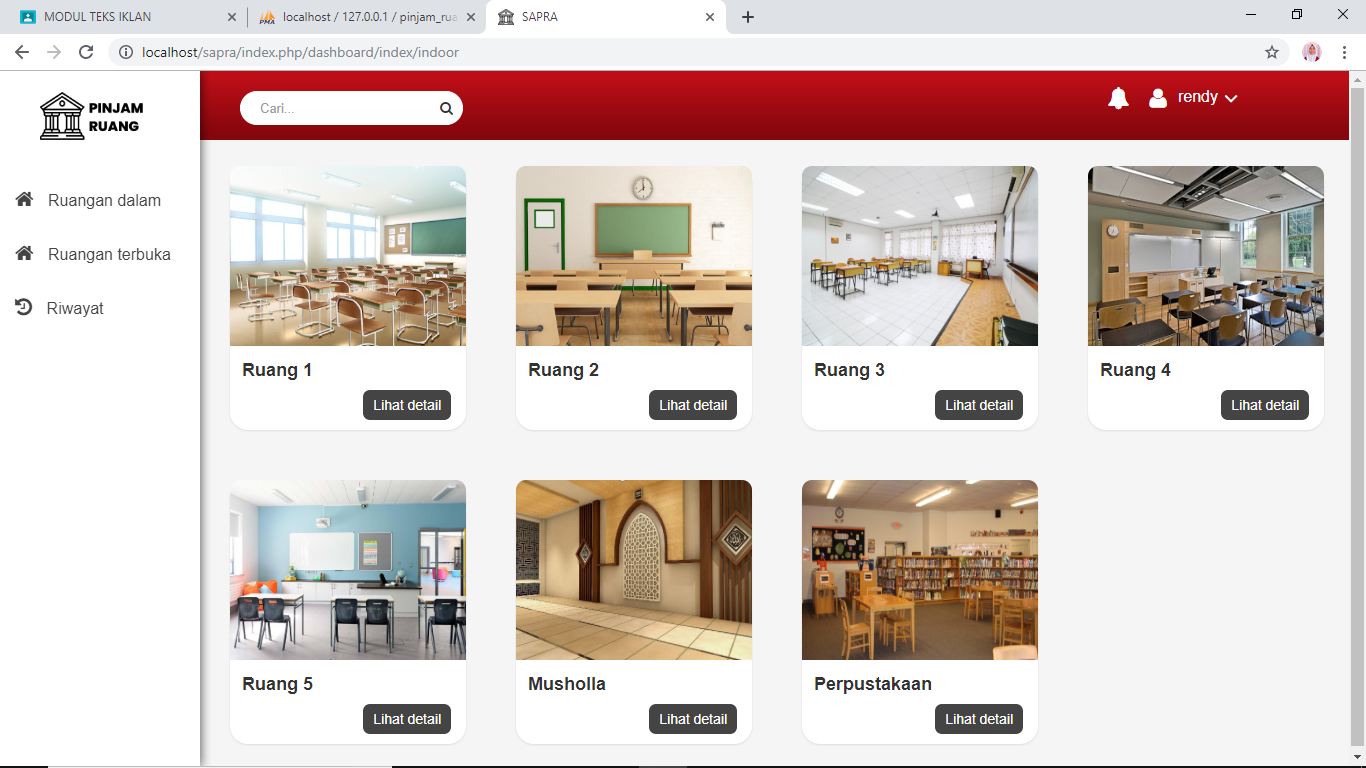 MODUL TEKS IKLAN
localhost / 127.0.0.1 / pinjam_rua
SAPRA
localhost/sapra/index.php/dashboard/index/indoor
PINJAM
RUANG
Cari...
rendy
Ruangan dalam
Ruangan terbuka
Riwayat
Ruang 1
Ruang 2
Ruang 3
Ruang 4
Lihat detail
Lihat detail
Lihat detail
Lihat detail
Ruang 5
Musholla
Perpustakaan
Lihat detail
Lihat detail
Lihat detail